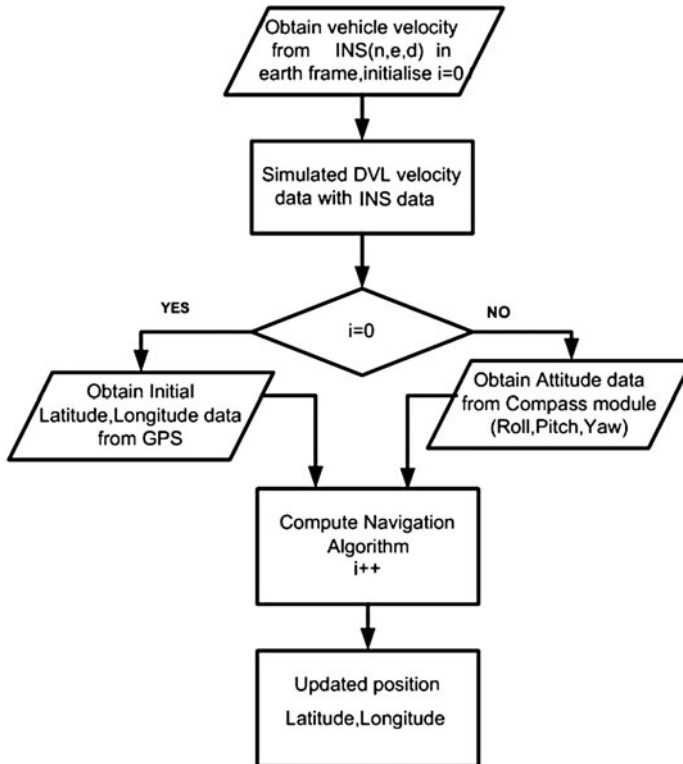 Obtain vehicle velocity
from INS(n,e,d) in
earth frame,initialise i=0
Simulated DVL velocity
data with INS data
YES
NO
i=0
Obtain Initial
Latitude,Longitude data
from GPS
Obtain Attitude data
from Compass module
(Roll,Pitch,Yaw)
Compute Navigation
Algorithm
i++
Updated position
Latitude,Longitude